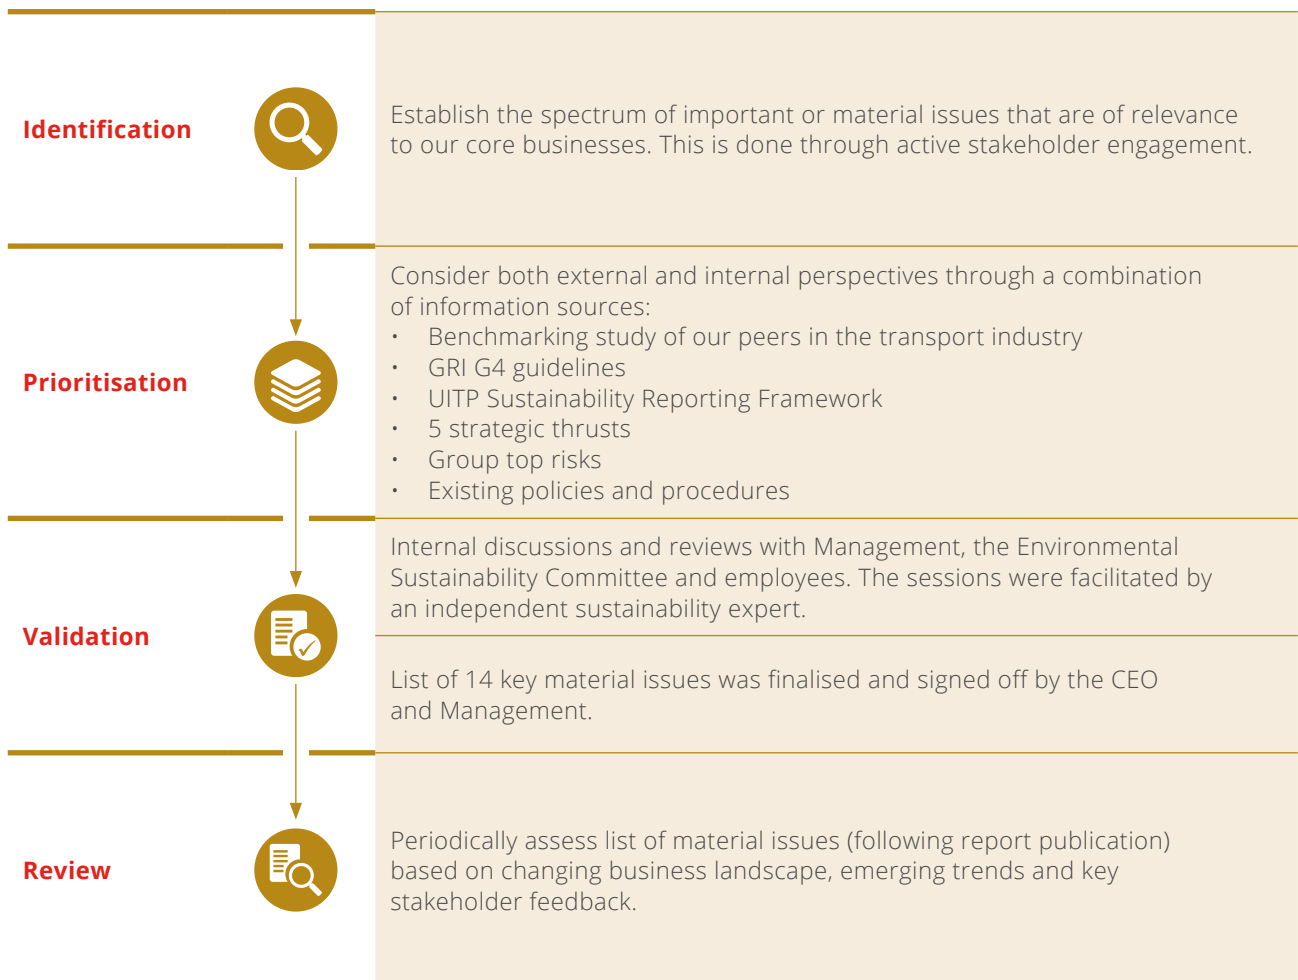 Identification
Establish the spectrum of important or material issues that are of relevance
to our core businesses. This is done through active stakeholder engagement.
Prioritisation
Consider both external and internal perspectives through a combination
of information sources:
• Benchmarking study of our peers in the transport industry
• GRI G4 guidelines
• UITP Sustainability Reporting Framework
• 5 strategic thrusts
• Group top risks
• Existing policies and procedures
Validation
Internal discussions and reviews with Management, the Environmental
Sustainability Committee and employees. The sessions were facilitated by
an independent sustainability expert.
List of 14 key material issues was finalised and signed off by the CEO
and Management.
Review
Periodically assess list of material issues (following report publication)
based on changing business landscape, emerging trends and key
stakeholder feedback.